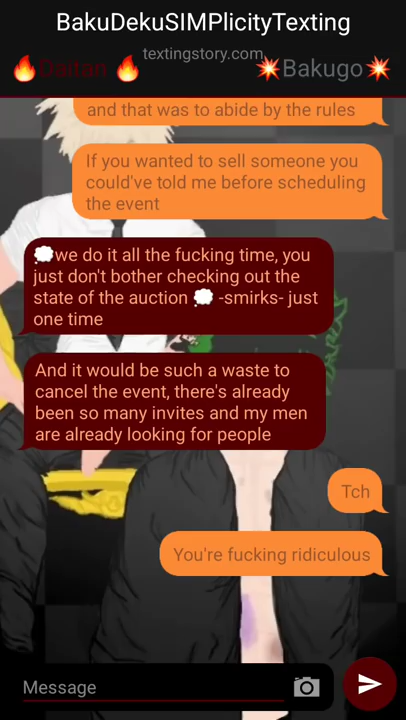 BakuDekuSIMPlicityTexting
textingstory.com
🔥Daitan 🔥 💥Bakugo💥
and that was to abide by the rules
If you wanted to sell someone you
could've told me before scheduling
the event
💭we do it all the fucking time, you
just don't bother checking out the
state of the auction 💭 -smirks- just
one time
And it would be such a waste to
cancel the event, there's already
been so many invites and my men
are already looking for people
Tch
You're fucking ridiculous
Message